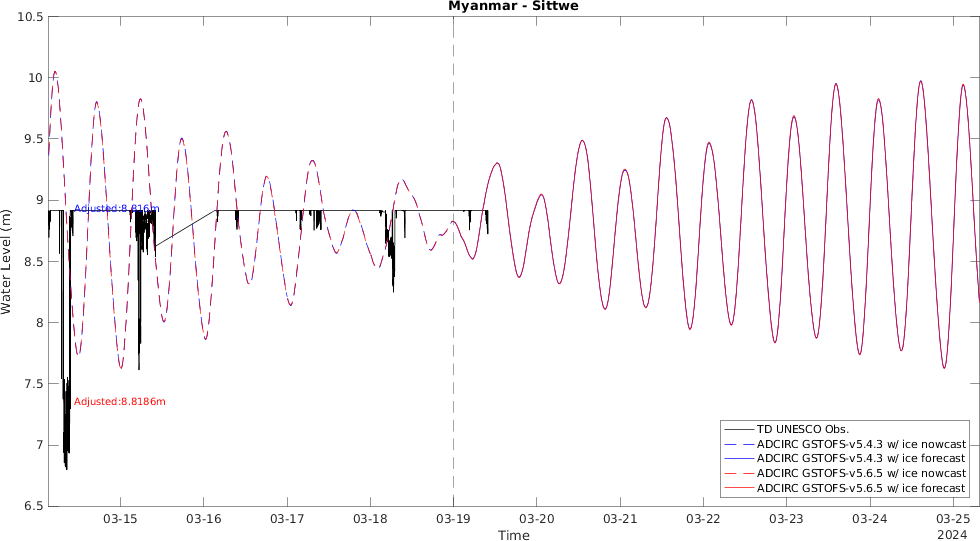 Myanmar - Sittwe
10.5
10
9.5
9
8.5
8
7.5
7
6.5
Water Level (m)
Adjusted:8.816m
Adjusted:8.8186m
TD UNESCO Obs.
ADCIRC GSTOFS-v5.4.3 w/ ice nowcast
ADCIRC GSTOFS-v5.4.3 w/ ice forecast
ADCIRC GSTOFS-v5.6.5 w/ ice nowcast
ADCIRC GSTOFS-v5.6.5 w/ ice forecast
03-15 03-16 03-17 03-18 03-19 03-20 03-21 03-22 03-23 03-24 03-25
Time
2024